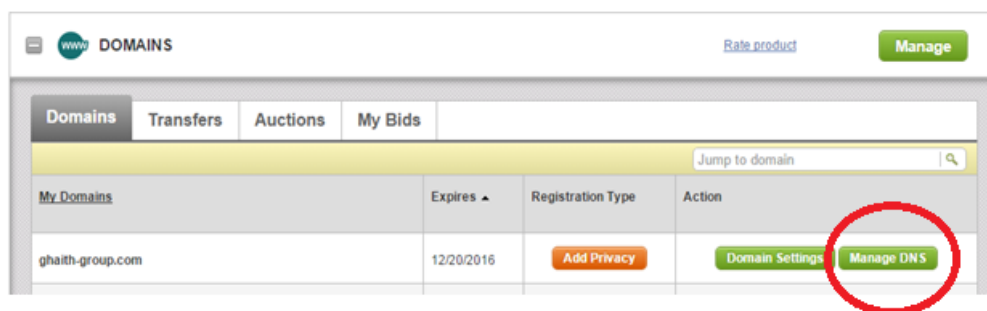 www DOMAINS Rate product Manage
Domains Transfers Auctions My Bids
Jump to domain
My Domains Expires Registration Type Action
ghaith-group.com 12/20/2016 Add Privacy Domain Settings Manage DNS